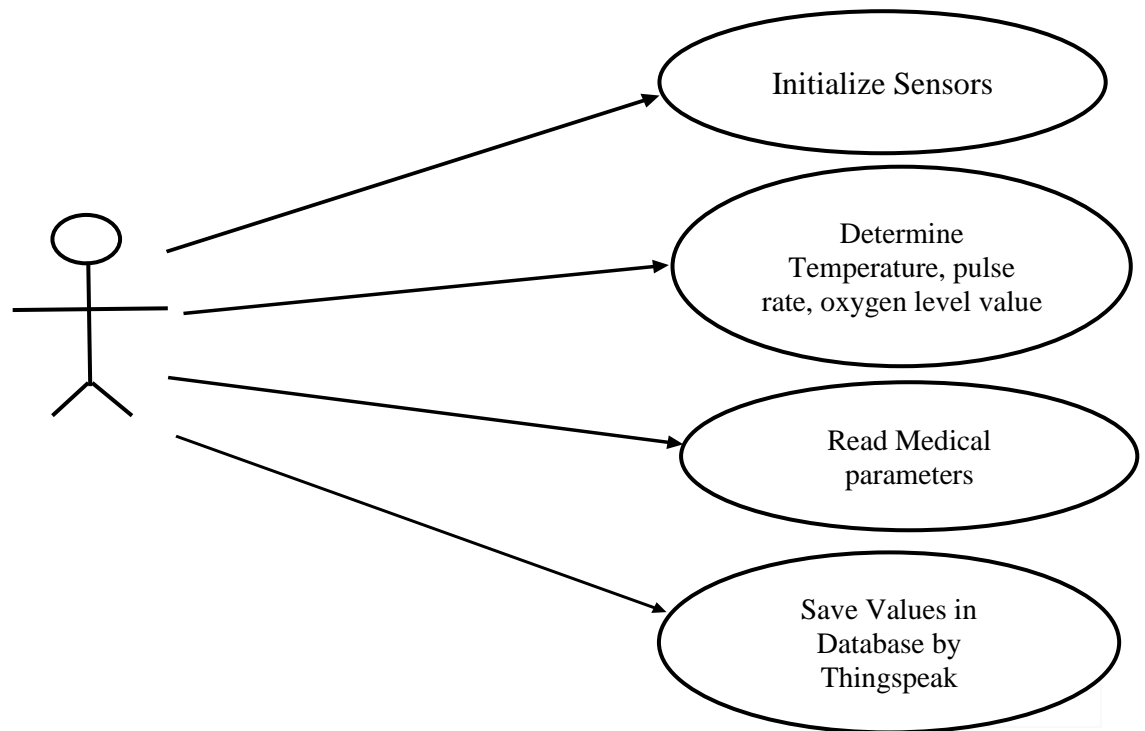 Initialize Sensors
Determine
Temperature, pulse
rate, oxygen level value
Read Medical
parameters
Save Values in
Database by
Thingspeak